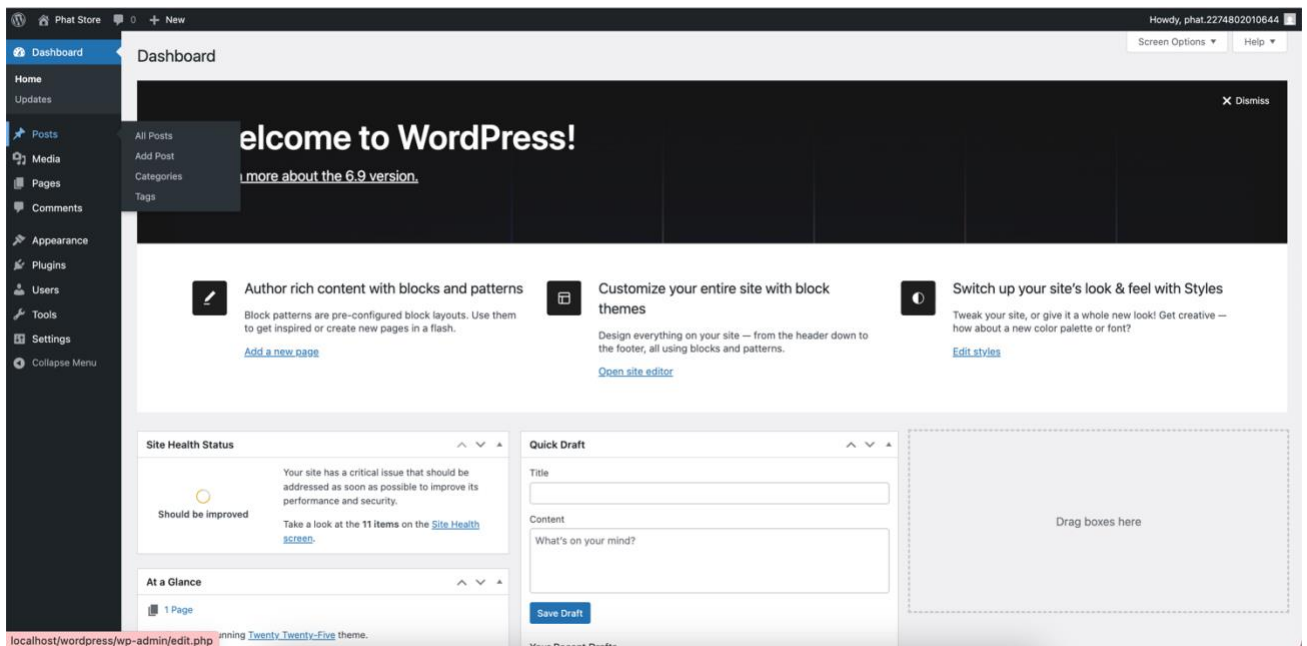 Phat Store 0 + New
Howdy, phat.2274802010644
Screen Options ▼ Help ▼
Dashboard
Home
Updates
Posts
Media
Pages
Comments
Appearance
Plugins
Users
Tools
Settings
Collapse Menu
All Posts
Add Post
Categories
Tags
Dashboard
Dismiss
elcome to WordPress!
more about the 6.9 version.
Author rich content with blocks and patterns
Block patterns are pre-configured block layouts. Use them
to get inspired or create new pages in a flash.
Add a new page
Customize your entire site with block
themes
Design everything on your site — from the header down to
the footer, all using blocks and patterns.
Open site editor
Switch up your site's look & feel with Styles
Tweak your site, or give it a whole new look! Get creative —
how about a new color palette or font?
Edit styles
Site Health Status
Should be improved
Your site has a critical issue that should be
addressed as soon as possible to improve its
performance and security.
Take a look at the 11 items on the Site Health
screen.
At a Glance
1 Page
unning Twenty Twenty-Five theme.
Quick Draft
Title
Content
What's on your mind?
Save Draft
Your Recent Drafts
Drag boxes here
localhost/wordpress/wp-admin/edit.php